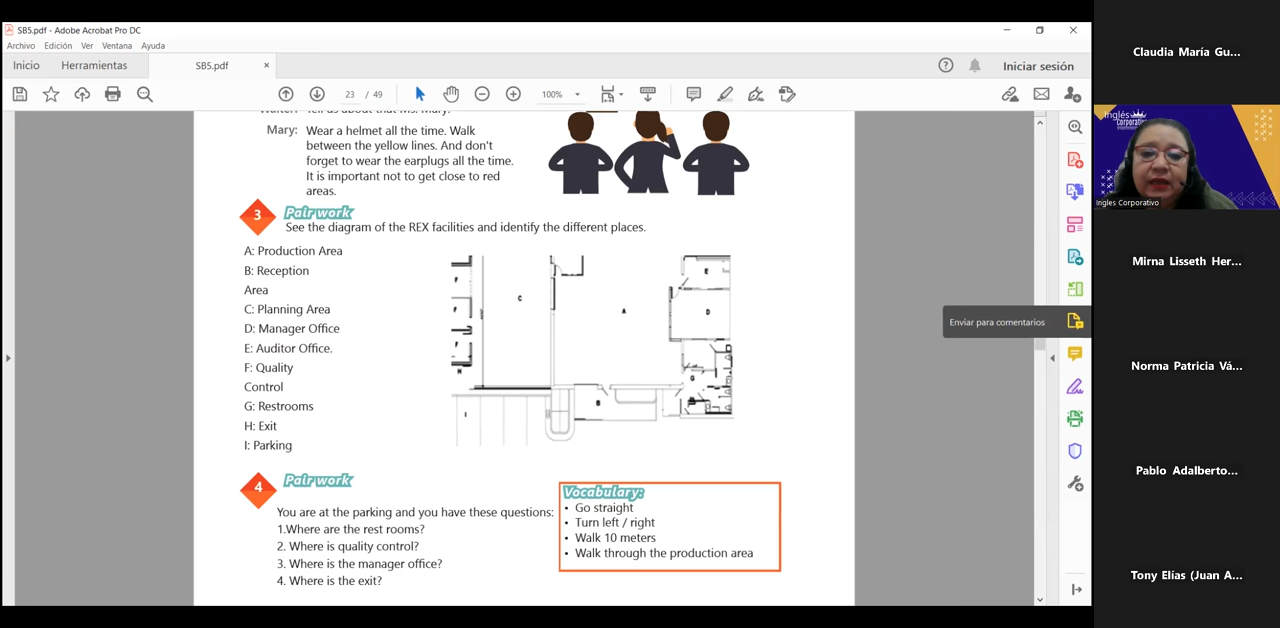 SB5.pdf - Adobe Acrobat Pro DC
Archivo Edición Ver Ventana Ayuda
Inicio Herramientas SB5.pdf × Iniciar sesión
23 / 49 100%
Mary: Wear a helmet all the time. Walk
between the yellow lines. And don't
forget to wear the earplugs all the time.
It is important not to get close to red
areas.
3 Pair work
See the diagram of the REX facilities and identify the different places.
A: Production Area
B: Reception
Area
C: Planning Area
D: Manager Office
E: Auditor Office.
F: Quality
Control
G: Restrooms
H: Exit
I: Parking
F
F
F
H
I
C
A
B
E
D
G
4 Pair work
You are at the parking and you have these questions:
1.Where are the rest rooms?
2. Where is quality control?
3. Where is the manager office?
4. Where is the exit?
Vocabulary:
• Go straight
• Turn left / right
• Walk 10 meters
• Walk through the production area
Enviar para comentarios
Claudia María Gu...
Inglés
Corporativo
Ingles Corporativo
Mirna Lisseth Her...
Norma Patricia Vá...
Pablo Adalberto...
Tony Elías (Juan A...